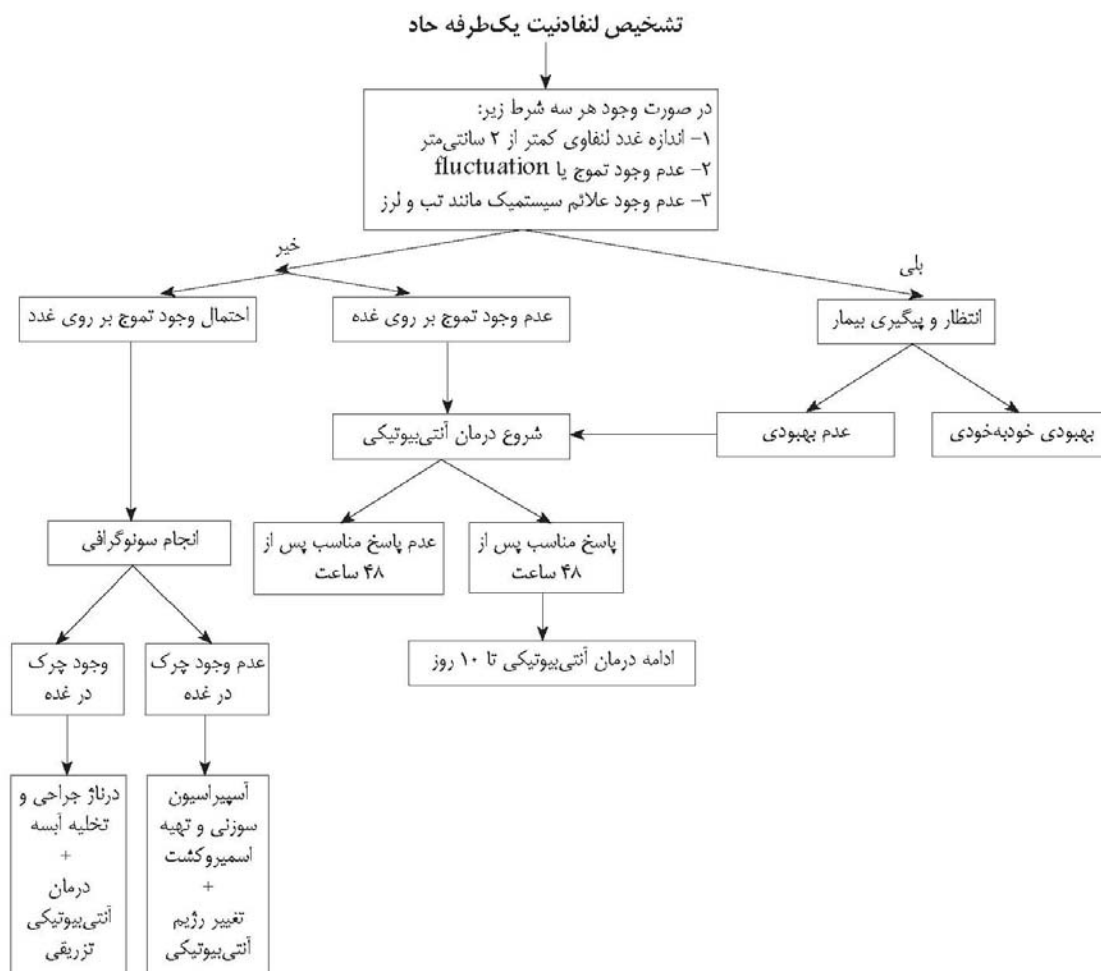 تشخیص لنفادنیت یک‌طرفه حاد
در صورت وجود هر سه شرط زیر:
۱- اندازه غدد لنفاوی کمتر از ۲ سانتی‌متر
۲- عدم وجود تموج یا fluctuation
۳- عدم وجود علائم سیستمیک مانند تب و لرز
بلی
خیر
انتظار و پیگیری بیمار
عدم وجود تموج بر روی غده
احتمال وجود تموج بر روی غدد
بهبودی خودبه‌خودی
عدم بهبودی
شروع درمان آنتی‌بیوتیکی
پاسخ مناسب پس از
۴۸ ساعت
عدم پاسخ مناسب پس از
۴۸ ساعت
انجام سونوگرافی
ادامه درمان آنتی‌بیوتیکی تا ۱۰ روز
عدم وجود چرک
در غده
وجود چرک
در غده
آسپیراسیون
سوزنی و تهیه
اسمیروکشت
+
تغییر رژیم
آنتی‌بیوتیکی
درناژ جراحی و
تخلیه آبسه
+
درمان
آنتی‌بیوتیکی
تزریقی